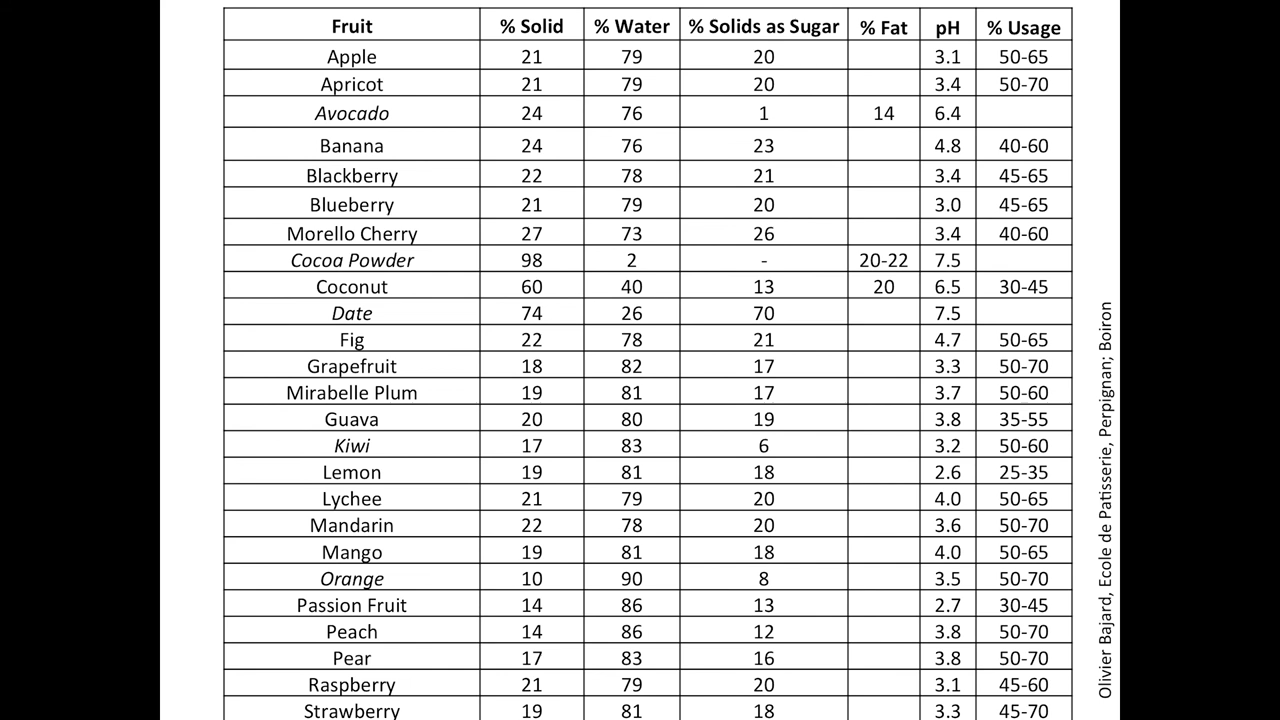 Fruit % Solid % Water % Solids as Sugar % Fat pH % Usage
Apple 21 79 20 3.1 50-65
Apricot 21 79 20 3.4 50-70
Avocado 24 76 1 14 6.4
Banana 24 76 23 4.8 40-60
Blackberry 22 78 21 3.4 45-65
Blueberry 21 79 20 3.0 45-65
Morello Cherry 27 73 26 3.4 40-60
Cocoa Powder 98 2 - 20-22 7.5
Coconut 60 40 13 20 6.5 30-45
Date 74 26 70 7.5
Fig 22 78 21 4.7 50-65
Grapefruit 18 82 17 3.3 50-70
Mirabelle Plum 19 81 17 3.7 50-60
Guava 20 80 19 3.8 35-55
Kiwi 17 83 6 3.2 50-60
Lemon 19 81 18 2.6 25-35
Lychee 21 79 20 4.0 50-65
Mandarin 22 78 20 3.6 50-70
Mango 19 81 18 4.0 50-65
Orange 10 90 8 3.5 50-70
Passion Fruit 14 86 13 2.7 30-45
Peach 14 86 12 3.8 50-70
Pear 17 83 16 3.8 50-70
Raspberry 21 79 20 3.1 45-60
Strawberry 19 81 18 3.3 45-70
Olivier Bajard, Ecole de Patisserie, Perpignan; Boiron